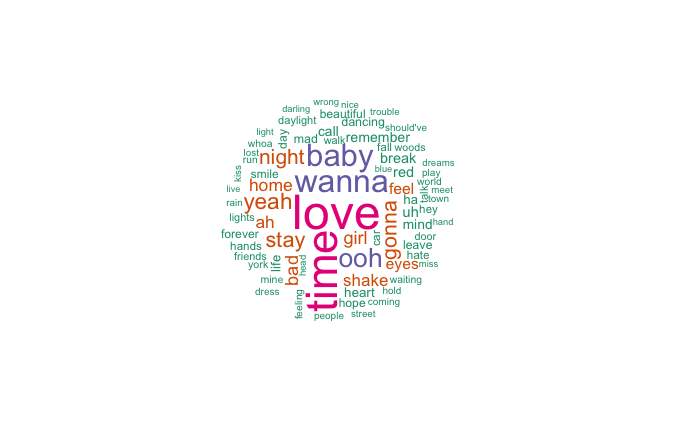 wrong nice
darling trouble
daylight beautiful
dancing should've
light day mad call walk remember
whoa fall woods
lost night baby break
run kiss smile blue red dreams
home wanna feel play world
live talk meet
rain yeah love ha town
lights ah gonna uh hey hand
forever stay girl car mind door
hands time leave
friends ooh hate
york life bad head eyes miss
mine shake waiting
dress heart hold
feeling hope coming
people street